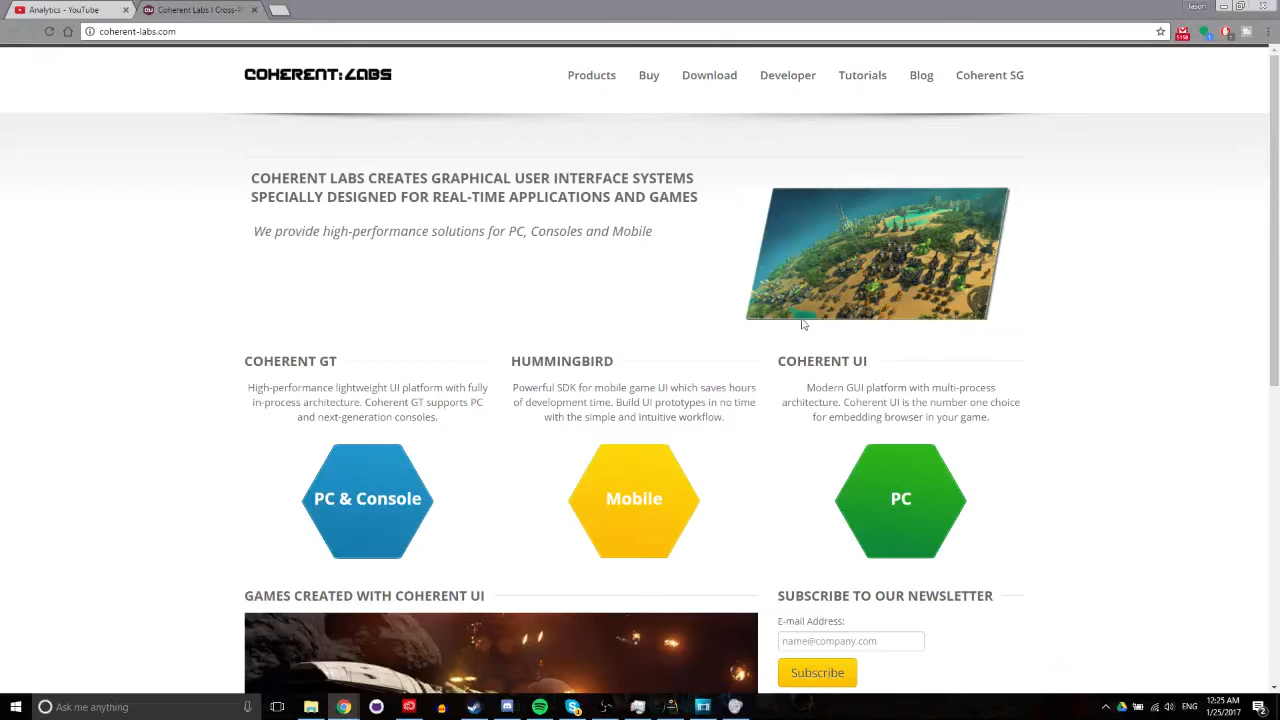 Analytics - YouTube
Coherent Labs | Cross-
Jason
coherent-labs.com
5158
COHERENT:LABS
Products
Buy
Download
Developer
Tutorials
Blog
Coherent SG
COHERENT LABS CREATES GRAPHICAL USER INTERFACE SYSTEMS
SPECIALLY DESIGNED FOR REAL-TIME APPLICATIONS AND GAMES
We provide high-performance solutions for PC, Consoles and Mobile
COHERENT GT
High-performance lightweight UI platform with fully
in-process architecture. Coherent GT supports PC
and next-generation consoles.
PC & Console
HUMMINGBIRD
Powerful SDK for mobile game UI which saves hours
of development time. Build UI prototypes in no time
with the simple and intuitive workflow.
Mobile
COHERENT UI
Modern GUI platform with multi-process
architecture. Coherent UI is the number one choice
for embedding browser in your game.
PC
GAMES CREATED WITH COHERENT UI
SUBSCRIBE TO OUR NEWSLETTER
E-mail Address:
name@company.com
Subscribe
Ask me anything
ENG
12:25 AM
1/25/2017